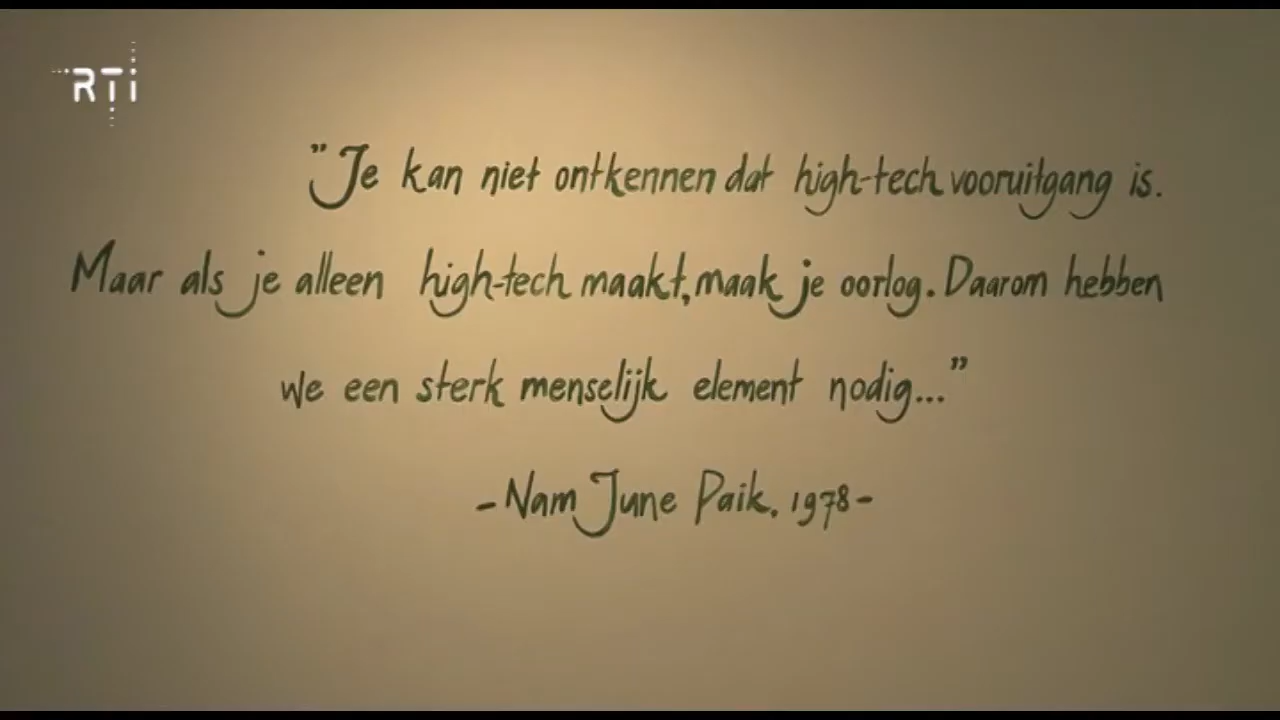 RTi
"Je kan niet ontkennen dat high-tech vooruitgang is.
Maar als je alleen high-tech maakt, maak je oorlog. Daarom hebben
we een sterk menselijk element nodig..."
-Nam June Paik, 1978-